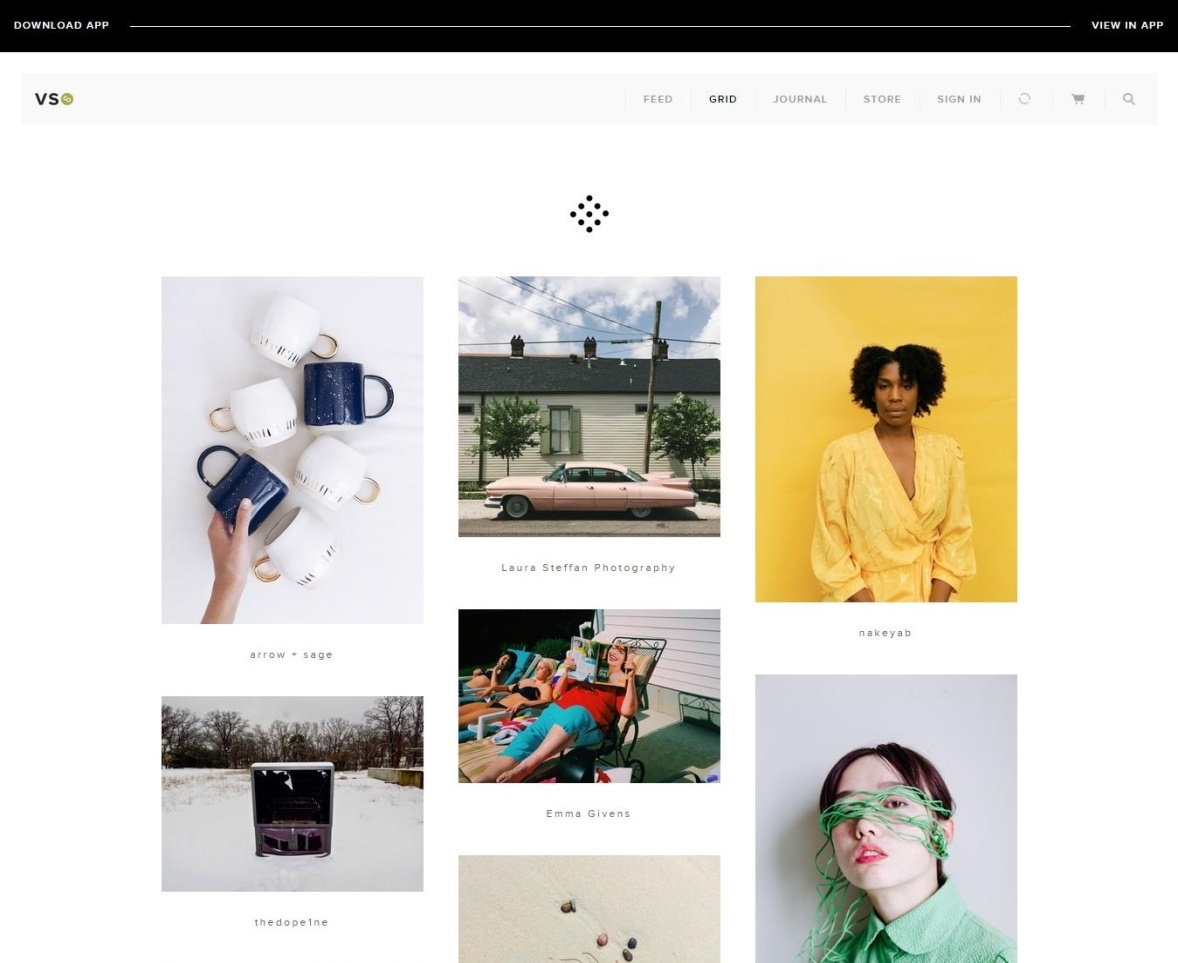 DOWNLOAD APP
VIEW IN APP
VS
FEED
GRID
JOURNAL
STORE
SIGN IN
arrow + sage
Laura Steffan Photography
nakeyab
thedope1ne
Emma Givens